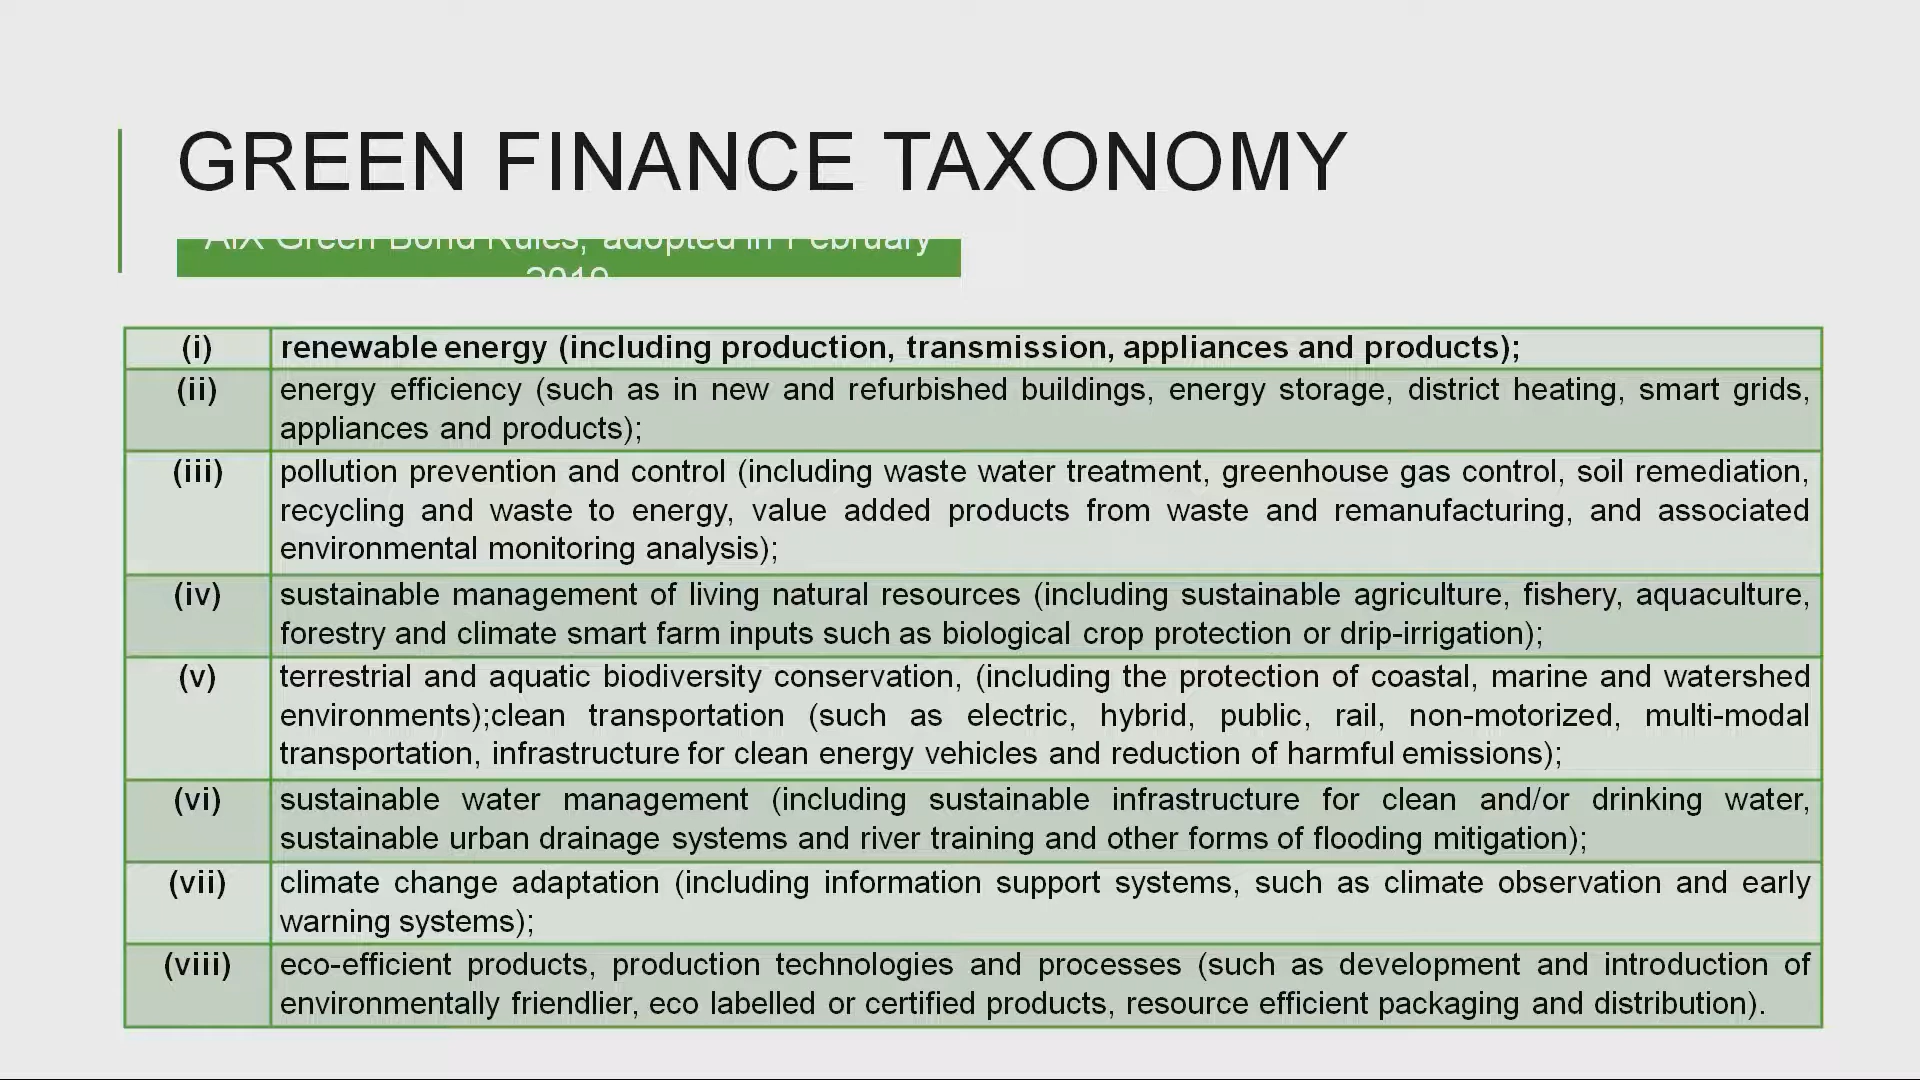 GREEN FINANCE TAXONOMY
AIX Green Bond Rules, adopted in February
2019
(i) renewable energy (including production, transmission, appliances and products);
(ii) energy efficiency (such as in new and refurbished buildings, energy storage, district heating, smart grids,
appliances and products);
(iii) pollution prevention and control (including waste water treatment, greenhouse gas control, soil remediation,
recycling and waste to energy, value added products from waste and remanufacturing, and associated
environmental monitoring analysis);
(iv) sustainable management of living natural resources (including sustainable agriculture, fishery, aquaculture,
forestry and climate smart farm inputs such as biological crop protection or drip-irrigation);
(v) terrestrial and aquatic biodiversity conservation, (including the protection of coastal, marine and watershed
environments);clean transportation (such as electric, hybrid, public, rail, non-motorized, multi-modal
transportation, infrastructure for clean energy vehicles and reduction of harmful emissions);
(vi) sustainable water management (including sustainable infrastructure for clean and/or drinking water,
sustainable urban drainage systems and river training and other forms of flooding mitigation);
(vii) climate change adaptation (including information support systems, such as climate observation and early
warning systems);
(viii) eco-efficient products, production technologies and processes (such as development and introduction of
environmentally friendlier, eco labelled or certified products, resource efficient packaging and distribution).